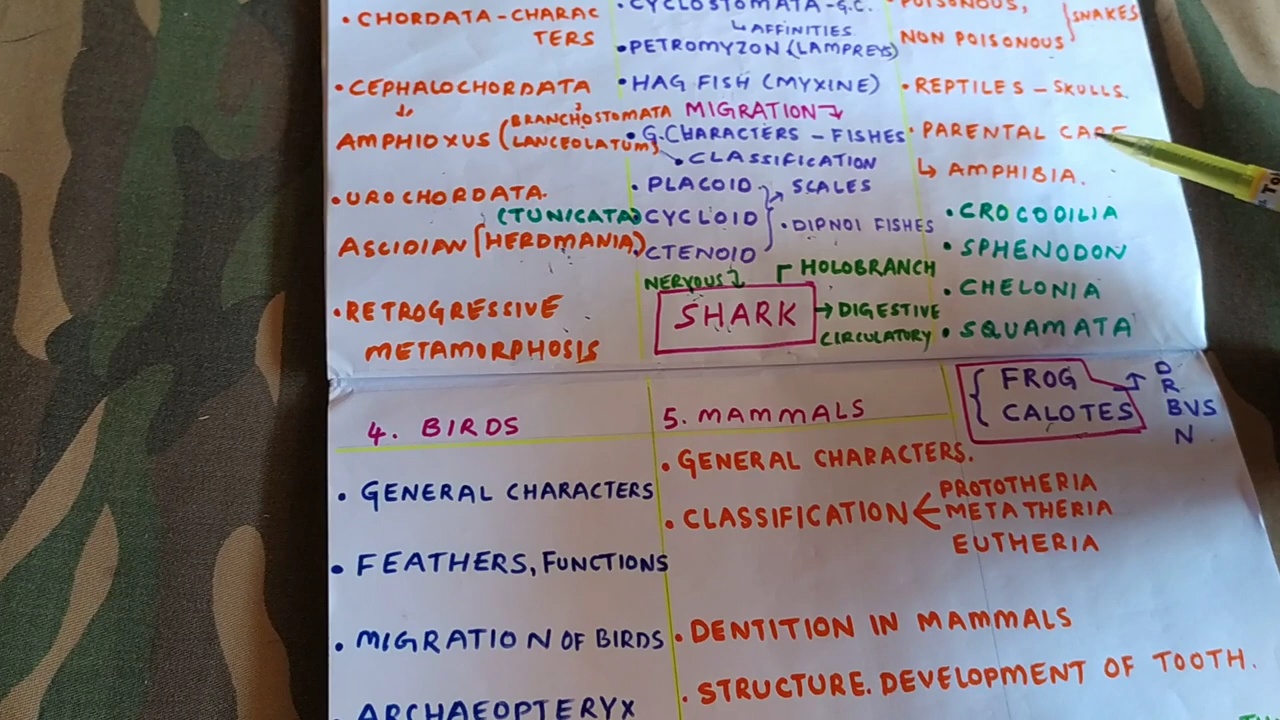 • CHORDATA - CHARAC
TERS
• CEPHALOCHORDATA
↓
AMPHIOXUS (BRANCHOSTOMATA
LANCEOLATUM)
• UROCHORDATA.
(TUNICATA)
ASCIDIAN (HERDMANIA)
• RETROGRESSIVE
METAMORPHOSIS
• CYCLOSTOMATA - G.C.
↳ AFFINITIES
• PETROMYZON (LAMPREYS)
• HAG FISH (MYXINE)
MIGRATION
• G.CHARACTERS - FISHES
• CLASSIFICATION
• PLACOID
CYCLOID
CTENOID
SCALES
• DIPNOI FISHES
NERVOUS
HOLOBRANCH
SHARK → DIGESTIVE
CIRCULATORY
• POISONOUS,
NON POISONOUS
SNAKES
• REPTILES - SKULLS.
• PARENTAL CARE
↳ AMPHIBIA.
• CROCODILIA
• SPHENODON
• CHELONIA
• SQUAMATA
4. BIRDS
• GENERAL CHARACTERS
• FEATHERS, FUNCTIONS
• MIGRATION OF BIRDS
ARCHAEOPTERYX
5. MAMMALS
• GENERAL CHARACTERS.
• CLASSIFICATION
PROTOTHERIA
METATHERIA
EUTHERIA
• DENTITION IN MAMMALS
• STRUCTURE. DEVELOPMENT OF TOOTH.
FROG
CALOTES
D
R
BVS
N